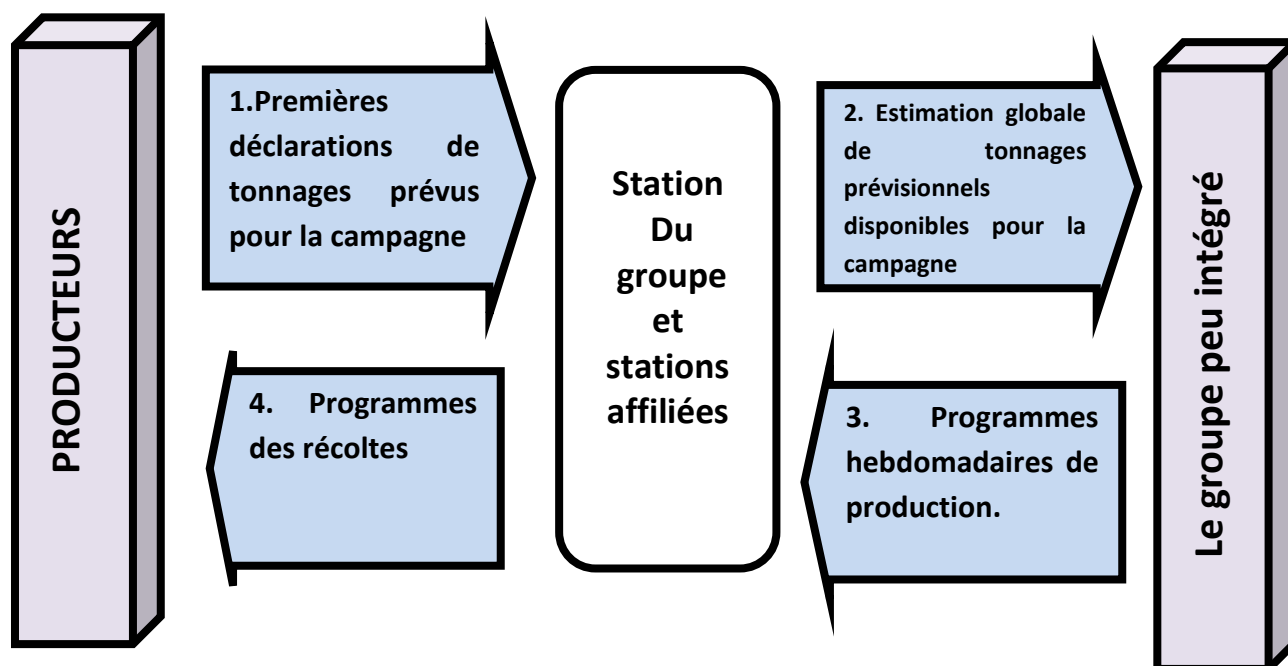 PRODUCTEURS
1.Premières
déclarations de
tonnages prévus
pour la campagne
Station
Du
groupe
et
stations
affiliées
2. Estimation globale
de tonnages
prévisionnels
disponibles pour la
campagne
Le groupe peu intégré
3. Programmes
hebdomadaires de
production.
4. Programmes
des récoltes